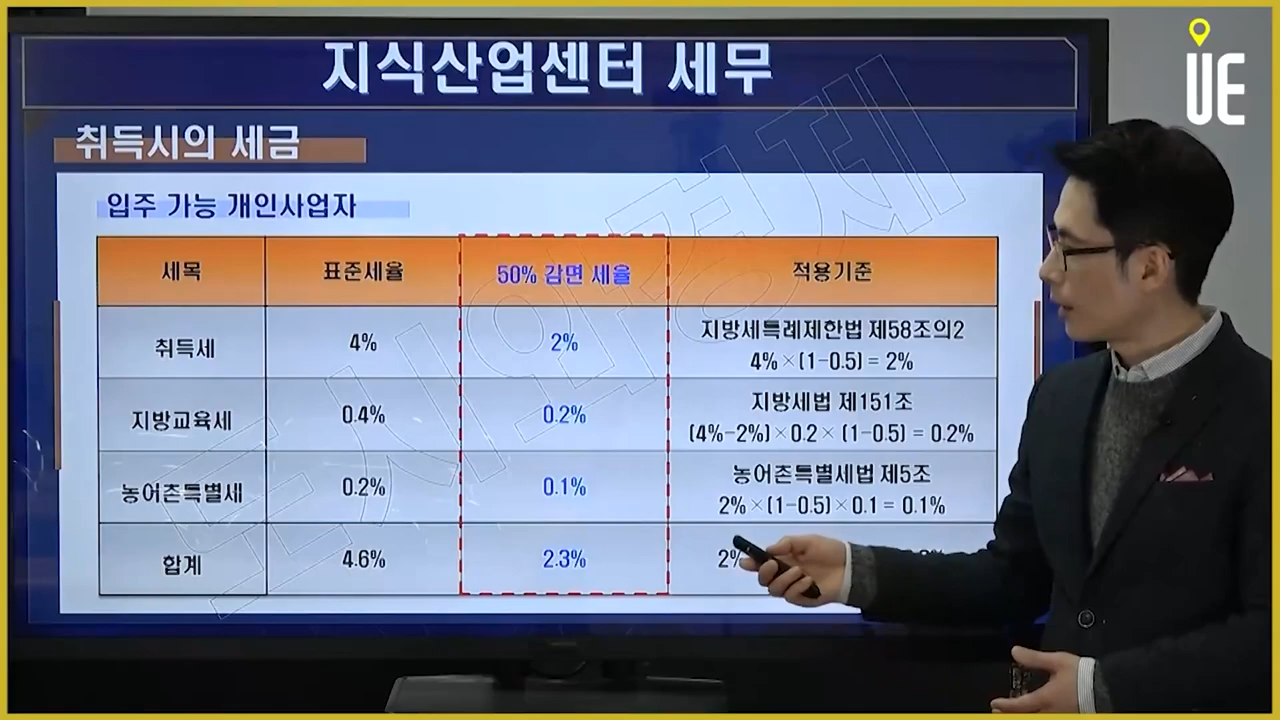 지식산업센터 세무
UE
취득시의 세금
입주 가능 개인사업자
세목 표준세율 50% 감면 세율 적용기준
취득세 4% 2% 지방세특례제한법 제58조의2
4%×(1-0.5) = 2%
지방교육세 0.4% 0.2% 지방세법 제151조
(4%-2%)×0.2×(1-0.5) = 0.2%
농어촌특별세 0.2% 0.1% 농어촌특별세법 제5조
2%×(1-0.5)×0.1 = 0.1%
합계 4.6% 2.3% 2%
도시와경제